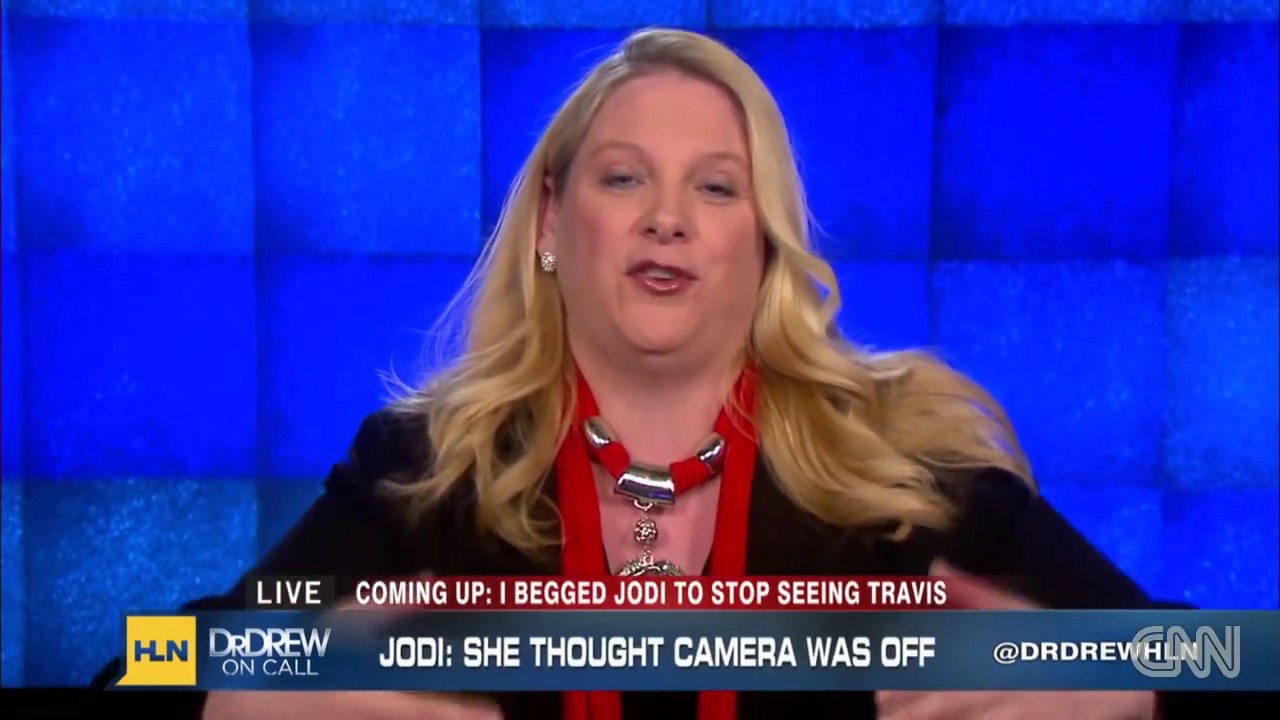 LIVE COMING UP: I BEGGED JODI TO STOP SEEING TRAVIS
HLN DRDREW ON CALL JODI: SHE THOUGHT CAMERA WAS OFF @DRDREWHLN
CNN